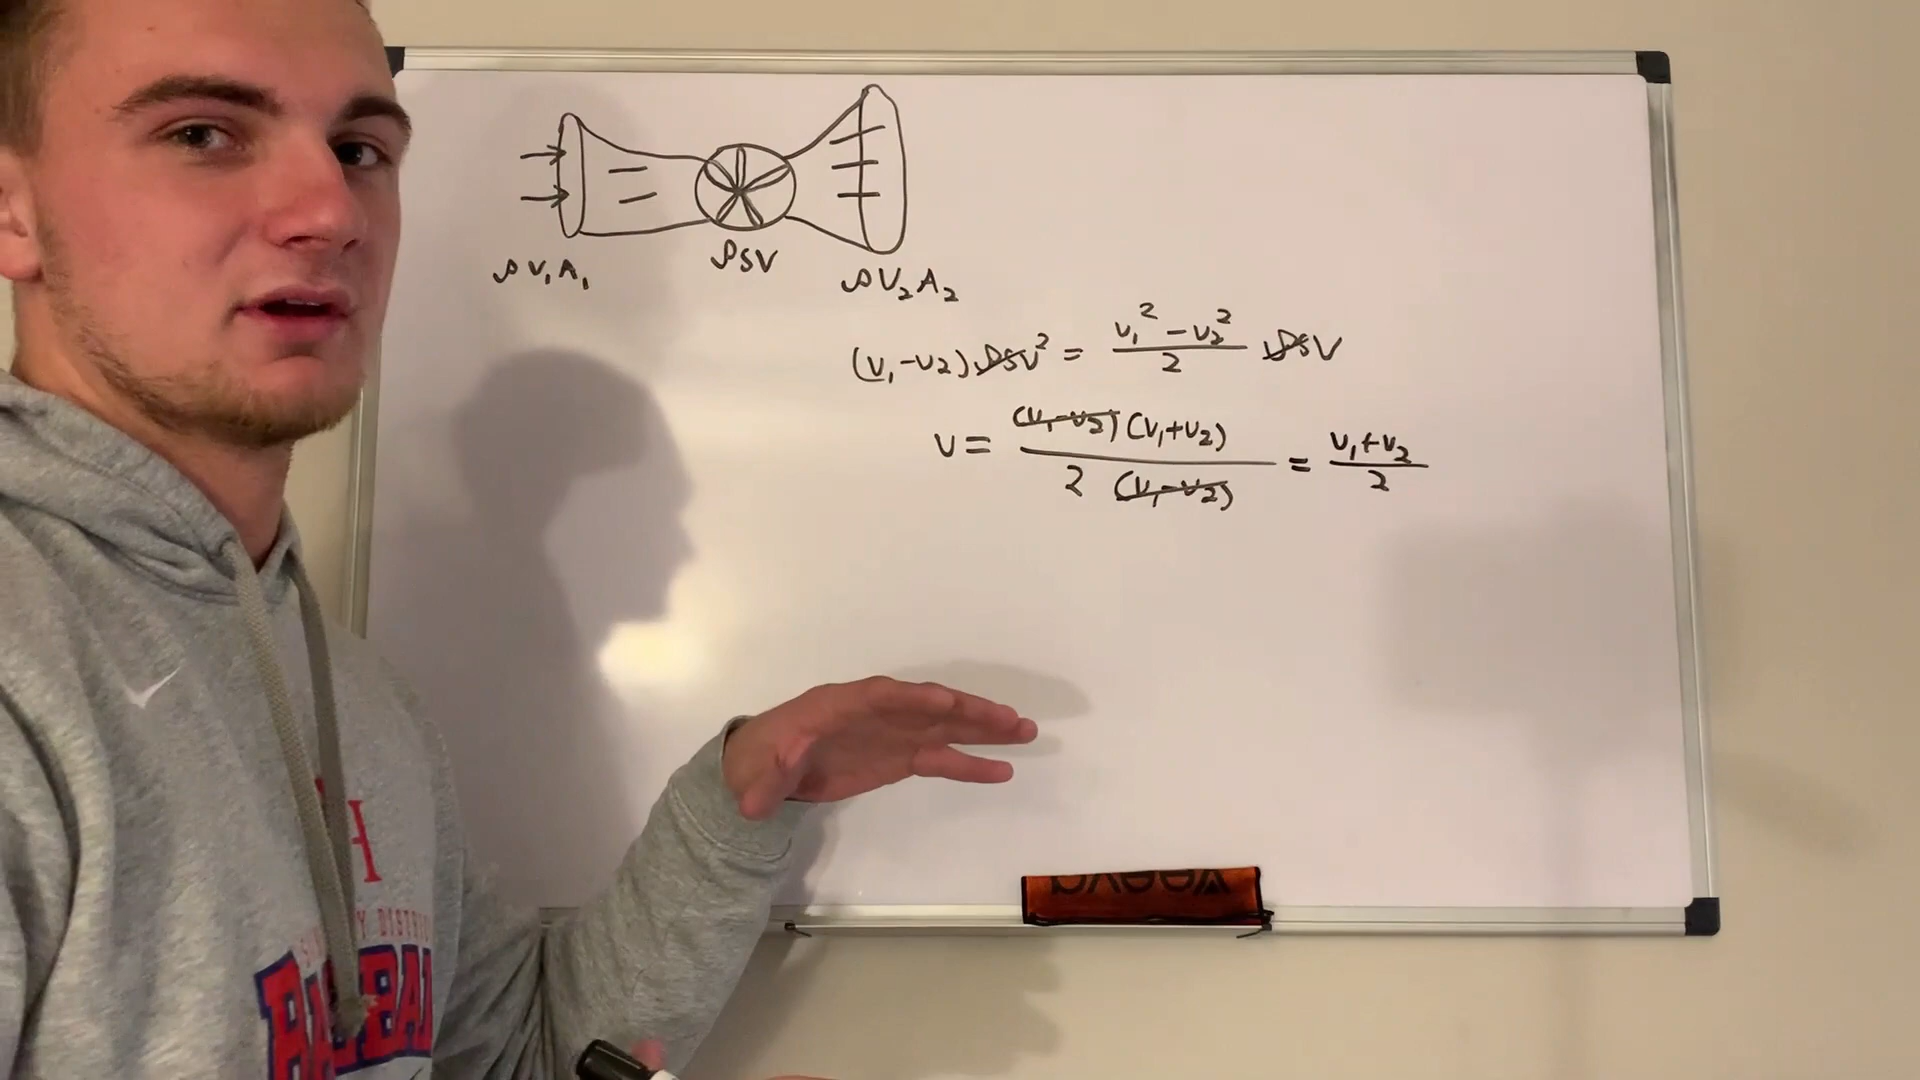 ρV₁A₁ ρSV ρV₂A₂
(V₁-V₂)ρSV² = (V₁² - V₂²)/2 ρSV
V = (V₁-V₂)(V₁+V₂) / 2 (V₁-V₂) = (V₁+V₂)/2
veeva
H